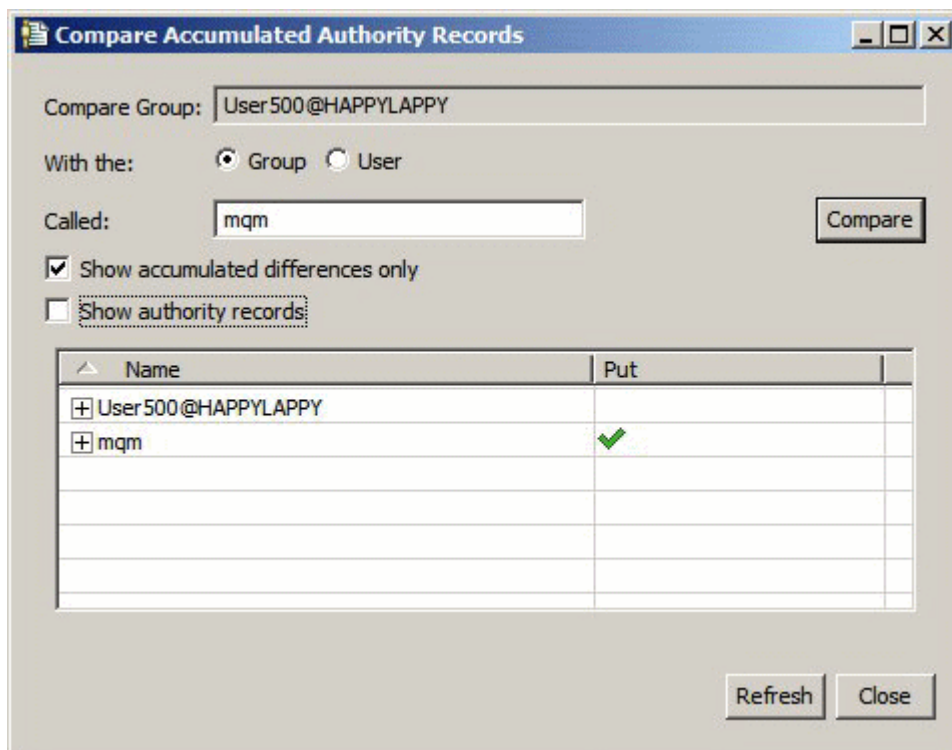 Compare Accumulated Authority Records
Compare Group: User500@HAPPYLAPPY
With the: Group User
Called: mqm Compare
Show accumulated differences only
Show authority records
Name Put
User500@HAPPYLAPPY
mqm
Refresh Close